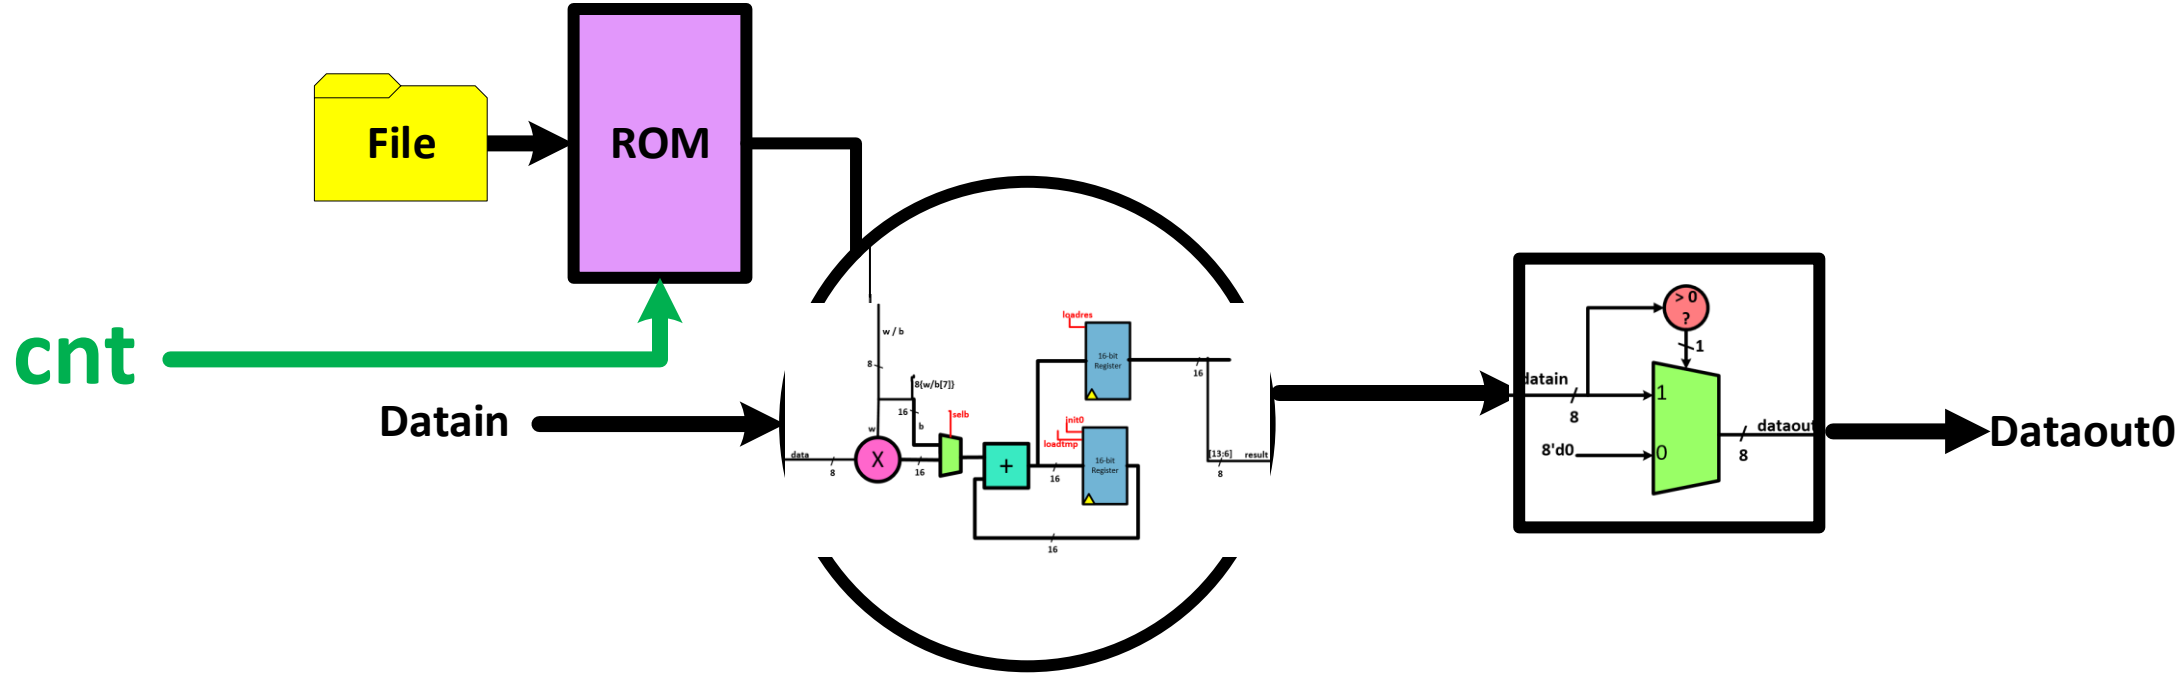 File
ROM
cnt
Datain
w / b
8
8{w/b[7]}
16
b
w
selb
data
8
X
16
+
16
16
loadres
16-bit
Register
16
init0
loadtmp
16-bit
Register
[13:6]
8
result
> 0
?
1
datain
8
1
8'd0
0
dataout
8
Dataout0